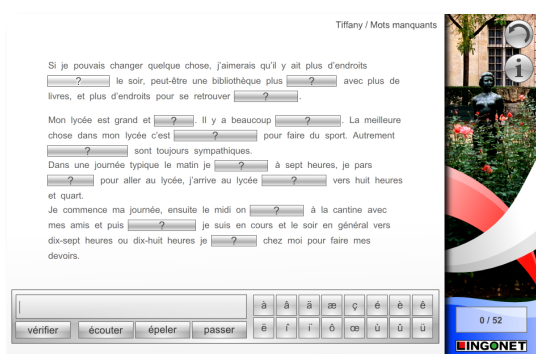 Tiffany / Mots manquants
Si je pouvais changer quelque chose, j'aimerais qu'il y ait plus d'endroits
? le soir, peut-être une bibliothèque plus ? avec plus de
livres, et plus d'endroits pour se retrouver ?.
Mon lycée est grand et ?. Il y a beaucoup ?. La meilleure
chose dans mon lycée c'est ? pour faire du sport. Autrement
? sont toujours sympathiques.
Dans une journée typique le matin je ? à sept heures, je pars
? pour aller au lycée, j'arrive au lycée ? vers huit heures
et quart.
Je commence ma journée, ensuite le midi on ? à la cantine avec
mes amis et puis ? je suis en cours et le soir en général vers
dix-sept heures ou dix-huit heures je ? chez moi pour faire mes
devoirs.
à â ä æ ç é è ê
vérifier écouter épeler passer ë î ï ô œ ù û ü
0 / 52
LINGONET